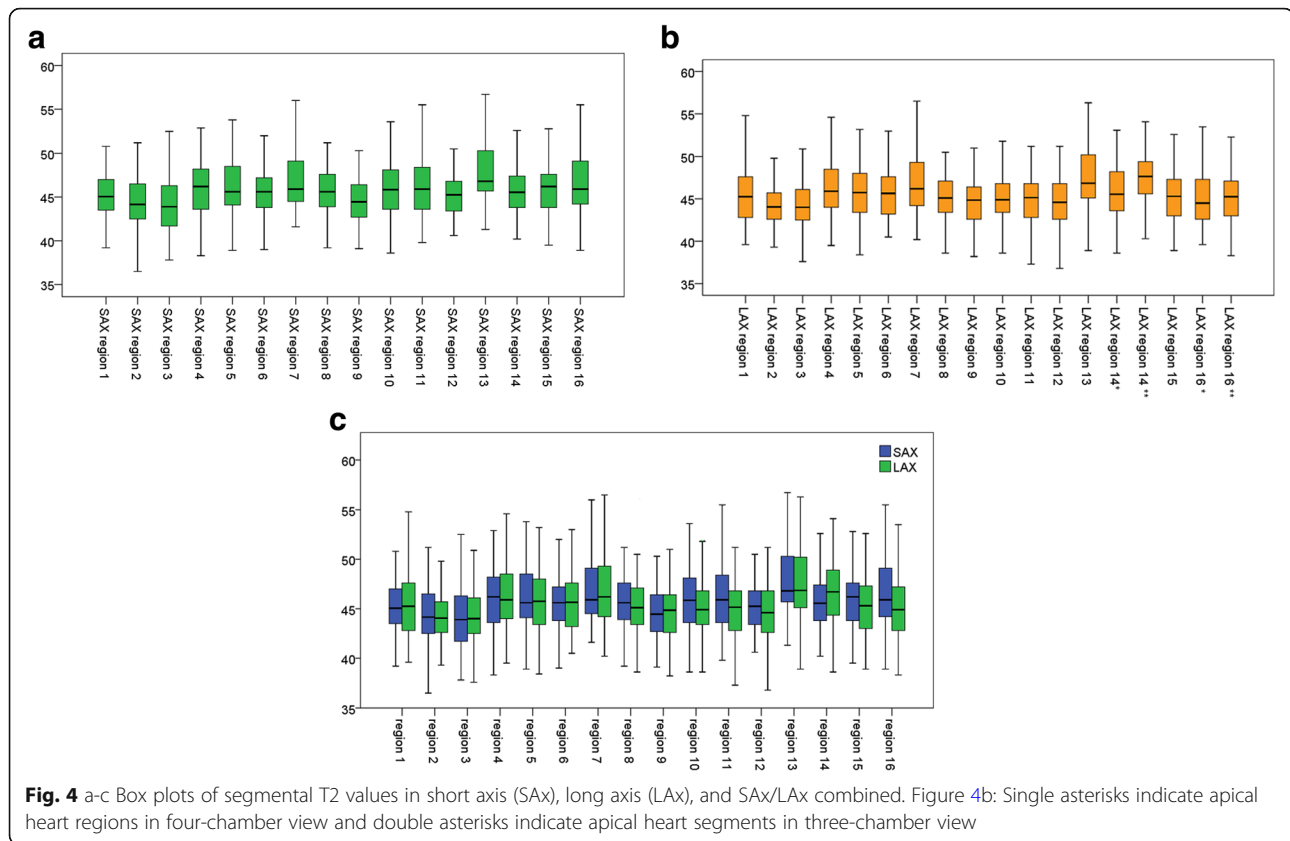 a
60
55
50
45
40
35
SAX region 1
SAX region 2
SAX region 3
SAX region 4
SAX region 5
SAX region 6
SAX region 7
SAX region 8
SAX region 9
SAX region 10
SAX region 11
SAX region 12
SAX region 13
SAX region 14
SAX region 15
SAX region 16
b
60
55
50
45
40
35
LAX region 1
LAX region 2
LAX region 3
LAX region 4
LAX region 5
LAX region 6
LAX region 7
LAX region 8
LAX region 9
LAX region 10
LAX region 11
LAX region 12
LAX region 13
LAX region 14*
LAX region 14**
LAX region 15
LAX region 16 *
LAX region 16 **
c
SAX
LAX
60
55
50
45
40
35
region 1
region 2
region 3
region 4
region 5
region 6
region 7
region 8
region 9
region 10
region 11
region 12
region 13
region 14
region 15
region 16
Fig. 4 a-c Box plots of segmental T2 values in short axis (SAx), long axis (LAx), and SAx/LAx combined. Figure 4b: Single asterisks indicate apical
heart regions in four-chamber view and double asterisks indicate apical heart segments in three-chamber view